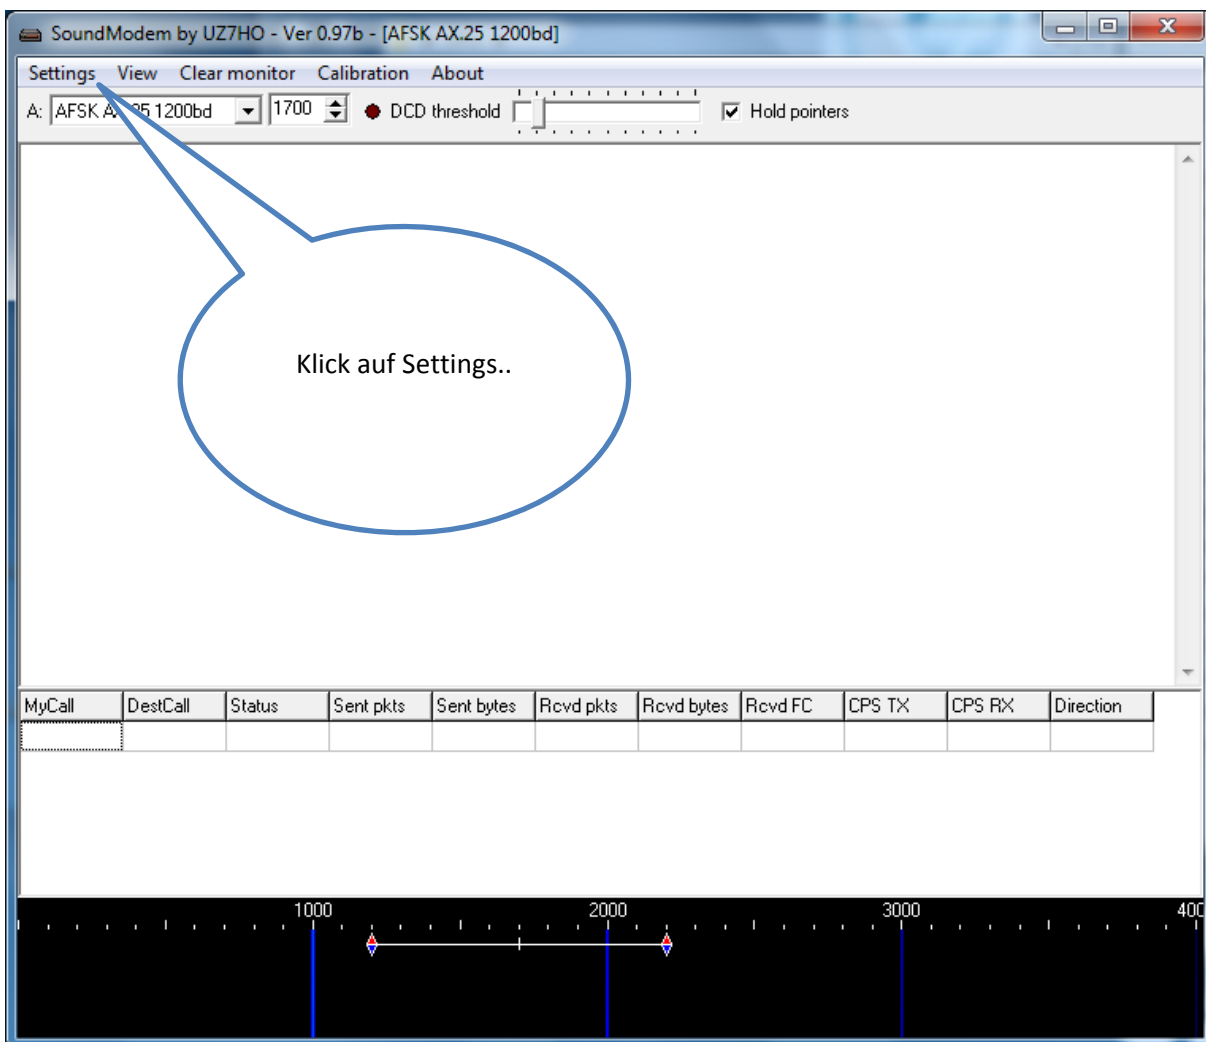 SoundModem by UZ7HO - Ver 0.97b - [AFSK AX.25 1200bd]
Settings View Clear monitor Calibration About
A: AFSK 1200bd 1700 DCD threshold Hold pointers
Klick auf Settings..
MyCall DestCall Status Sent pkts Sent bytes Rcvd pkts Rcvd bytes Rcvd FC CPS TX CPS RX Direction
1000 2000 3000 400